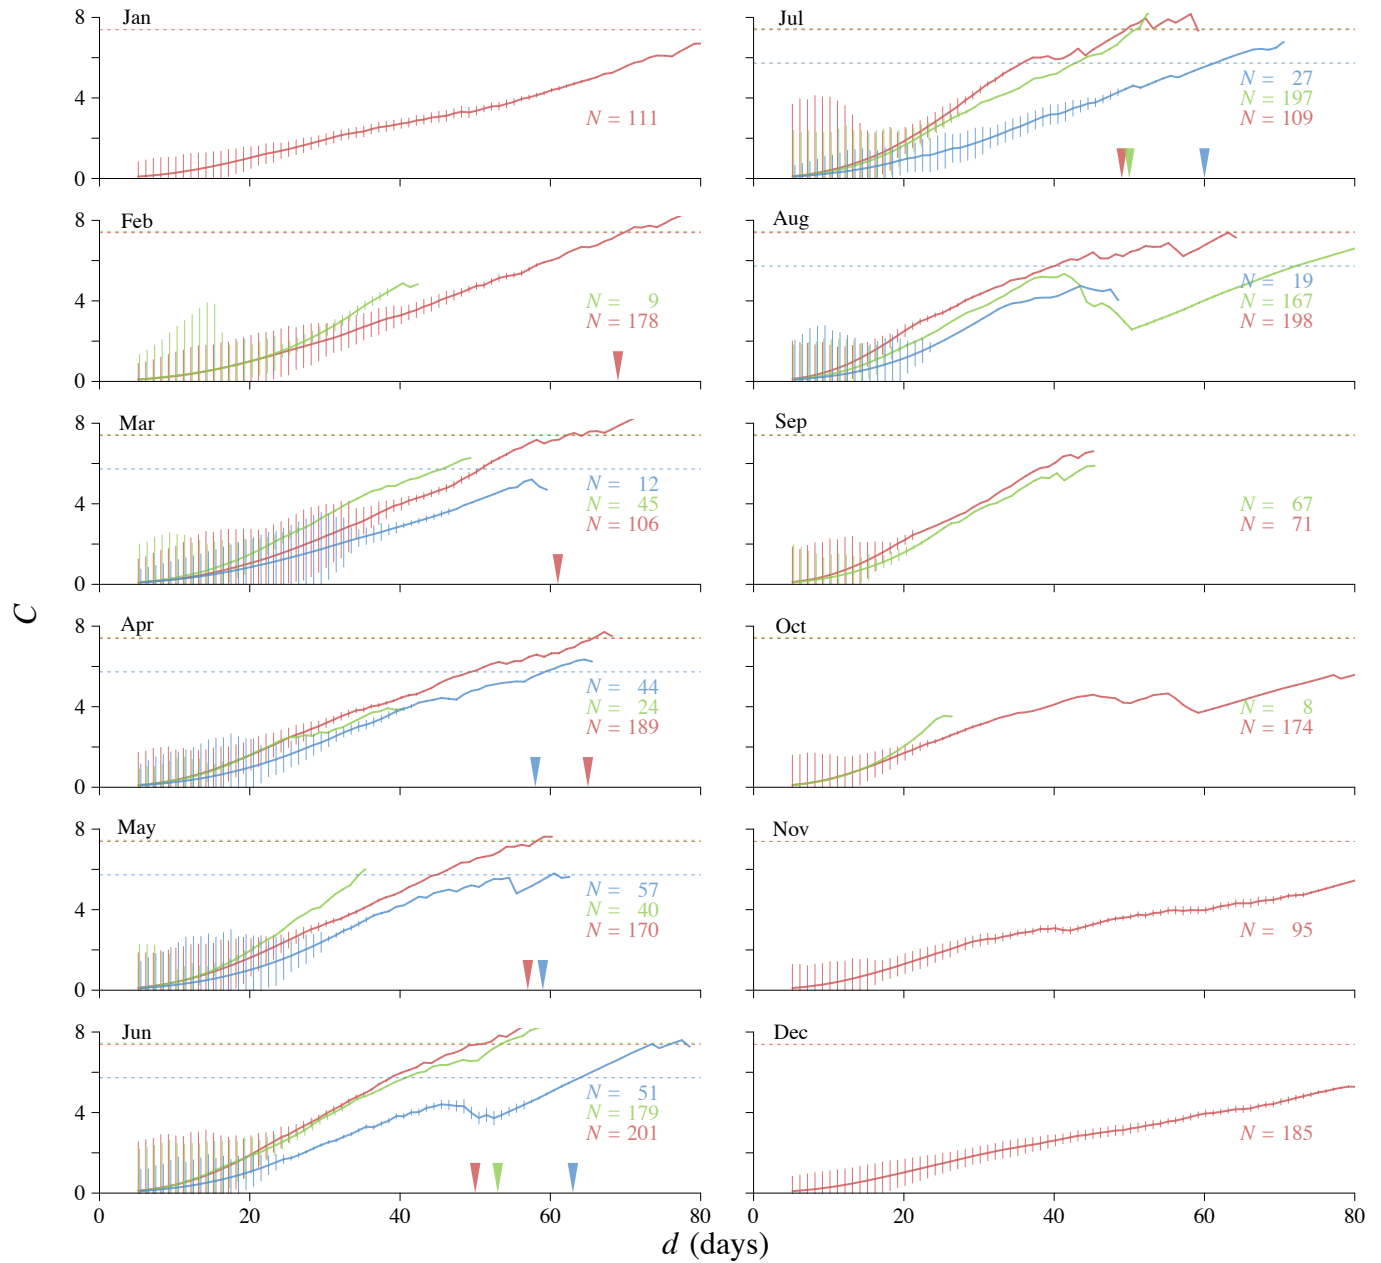 Jan
8
4
0
N = 111
Jul
N = 27
N = 197
N = 109
Feb
8
4
0
N = 9
N = 178
Aug
N = 19
N = 167
N = 198
Mar
8
4
0
N = 12
N = 45
N = 106
Sep
N = 67
N = 71
C
Apr
8
4
0
N = 44
N = 24
N = 189
Oct
N = 8
N = 174
May
8
4
0
N = 57
N = 40
N = 170
Nov
N = 95
Jun
8
4
0
N = 51
N = 179
N = 201
Dec
N = 185
0 20 40 60 80
0 20 40 60 80
d (days)